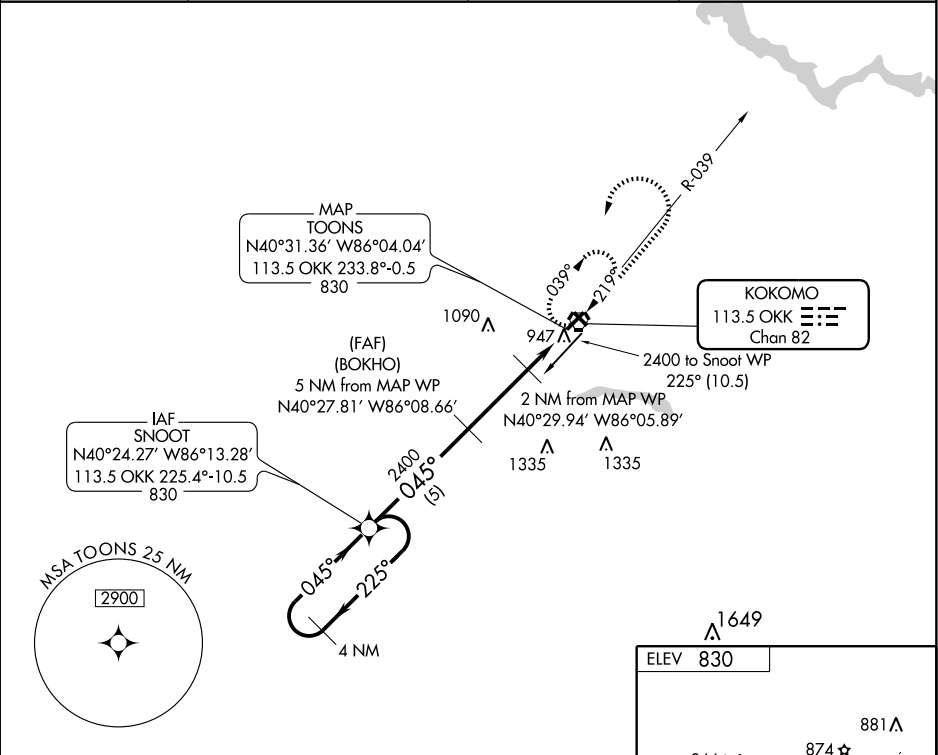 R-039
MAP
TOONS
N40°31.36′ W86°04.04′
113.5 OKK 233.8°-0.5
830
039°
219°
KOKOMO
113.5 OKK
Chan 82
1090
947
2400 to Snoot WP
225° (10.5)
(FAF)
(BOKHO)
5 NM from MAP WP
N40°27.81′ W86°08.66′
2 NM from MAP WP
N40°29.94′ W86°05.89′
1335
1335
IAF
SNOOT
N40°24.27′ W86°13.28′
113.5 OKK 225.4°-10.5
830
2400
045°
(5)
045°
225°
4 NM
MSA TOONS 25 NM
2900
1649
ELEV 830
881
874